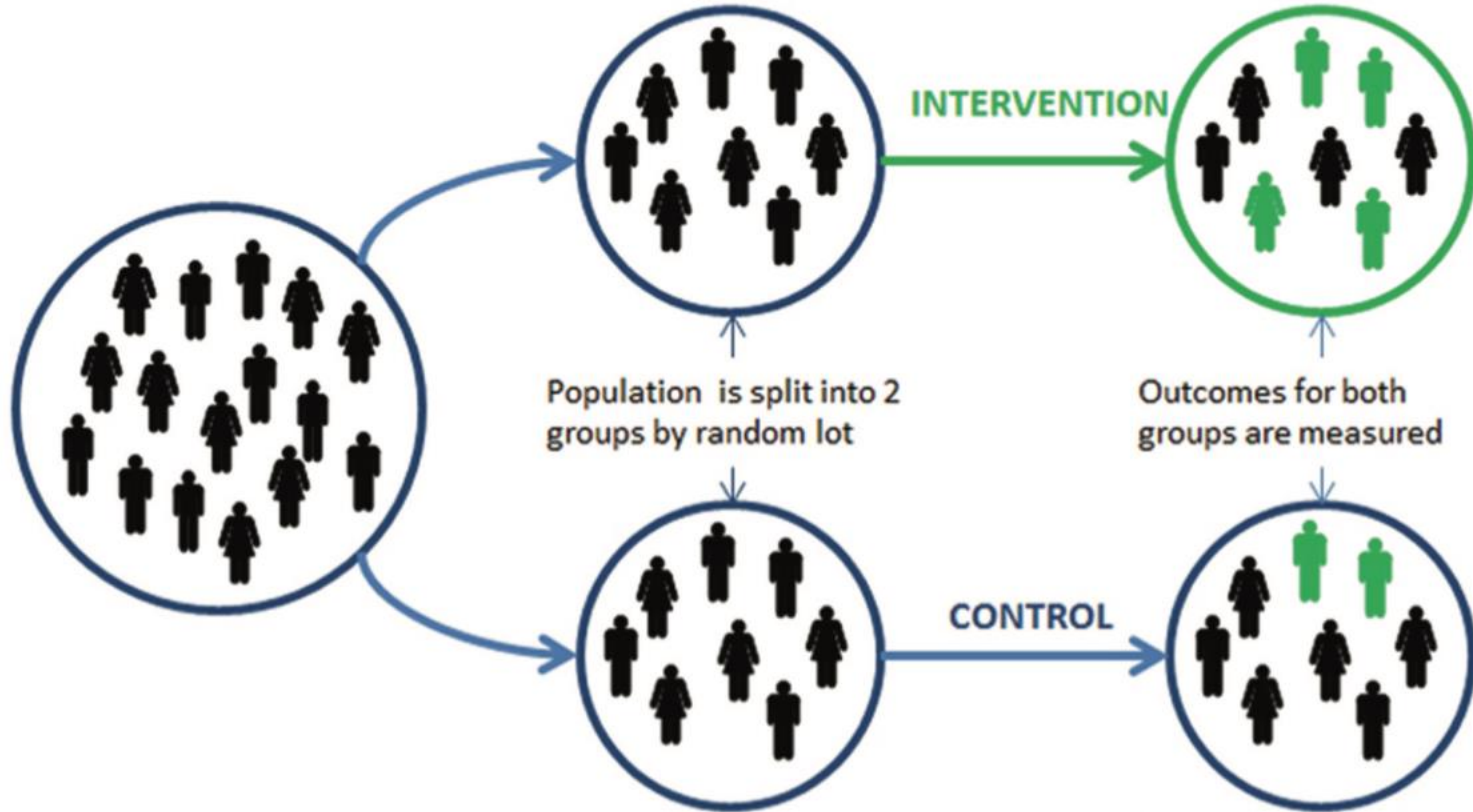 INTERVENTION
Population is split into 2
groups by random lot
Outcomes for both
groups are measured
CONTROL